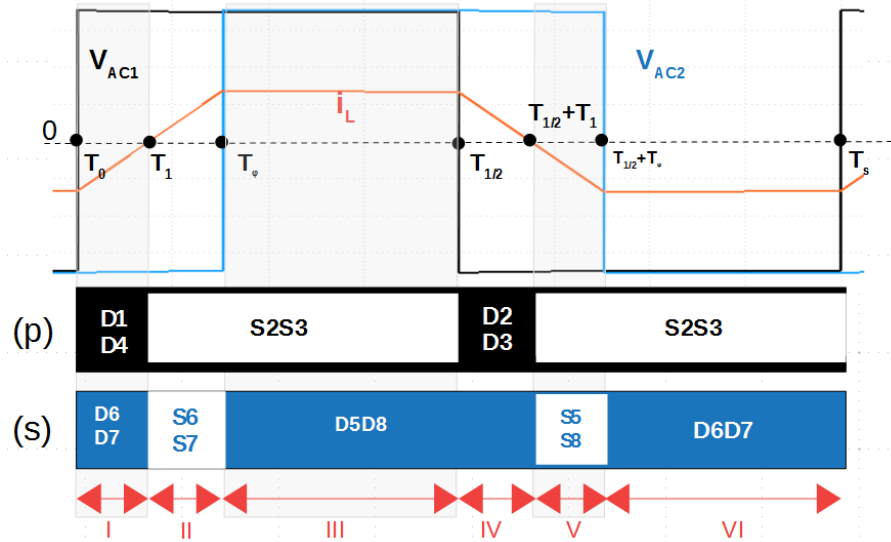 V AC1
V AC2
i L
T 1/2 +T 1
0
T 0
T 1
T φ
T 1/2
T 1/2 +T φ
T s
(p)
D1
D4
S2S3
D2
D3
S2S3
(s)
D6
D7
S6
S7
D5D8
S5
S8
D6D7
I
II
III
IV
V
VI